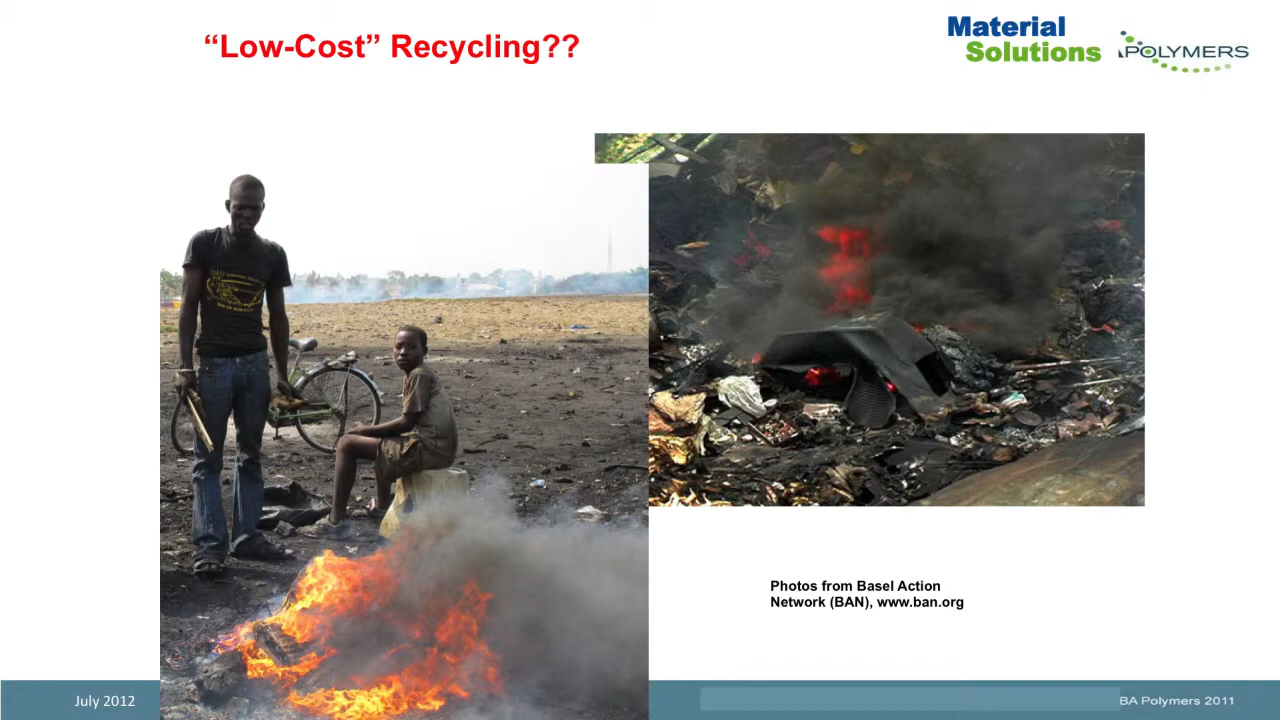 “Low-Cost” Recycling??
Material
Solutions
POLYMERS
Photos from Basel Action
Network (BAN), www.ban.org
July 2012
BA Polymers 2011